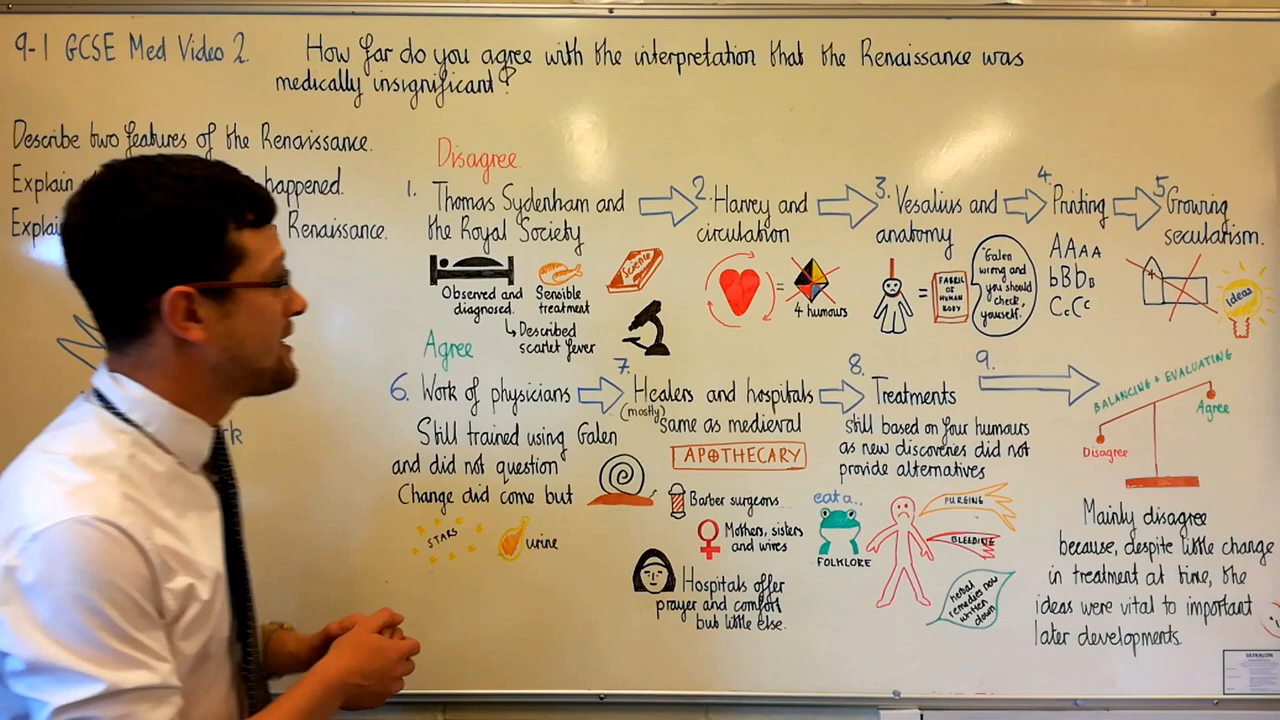 9-1 GCSE Med Video 2.
How far do you agree with the interpretation that the Renaissance was
medically insignificant?
Describe two features of the Renaissance.
Explain
happened.
Explai
Renaissance.
Disagree
1. Thomas Sydenham and
the Royal Society
Observed and
diagnosed.
Sensible
treatment
Described
scarlet fever
Science
2. Harvey and
circulation
=
4 humours
3. Vesalius and
anatomy
=
FABRIC
OF
HUMAN
BODY
"Galen
wrong and
you should
check
yourself."
4. Printing
AAAA
bBbB
CcCc
5. Growing
secularism.
Ideas
Agree
6. Work of physicians
Still trained using Galen
and did not question
Change did come but
STARS
urine
7. Healers and hospitals
(mostly) same as medieval
APOTHECARY
Barber surgeons
Mothers, sisters
and wives
Hospitals offer
prayer and comfort
but little else.
8. Treatments
still based on four humours
as new discoveries did not
provide alternatives
eat a..
FOLKLORE
PURGING
BLEEDING
herbal
remedies now
written
down
9.
BALANCING + EVALUATING
Agree
Disagree
Mainly disagree
because, despite little change
in treatment at time, the
ideas were vital to important
later developments.
rk
ULTRALON